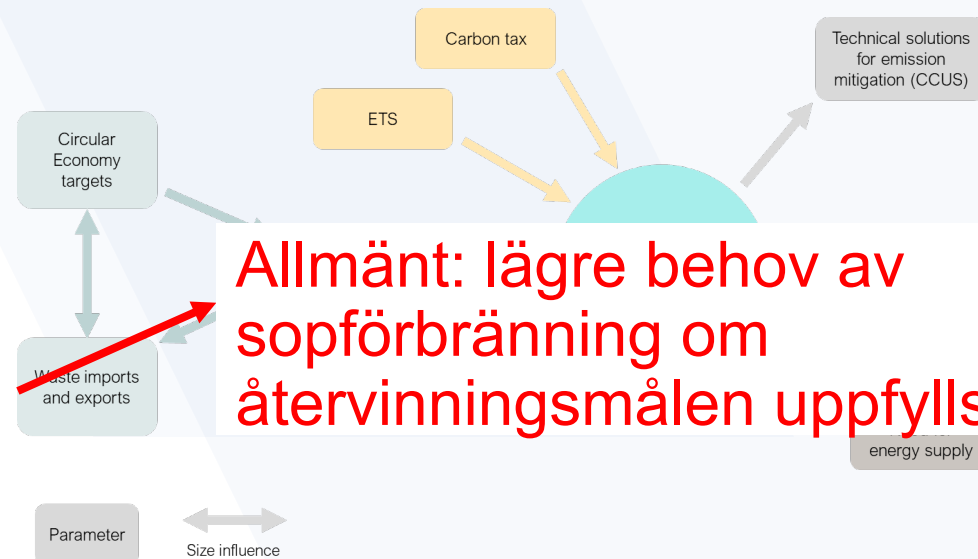 Carbon tax
Technical solutions
for emission
mitigation (CCUS)
ETS
Circular
Economy
targets
Allmänt: lägre behov av
sopförbränning om
återvinningsmålen uppfylls
Waste imports
and exports
energy supply
Parameter
Size influence